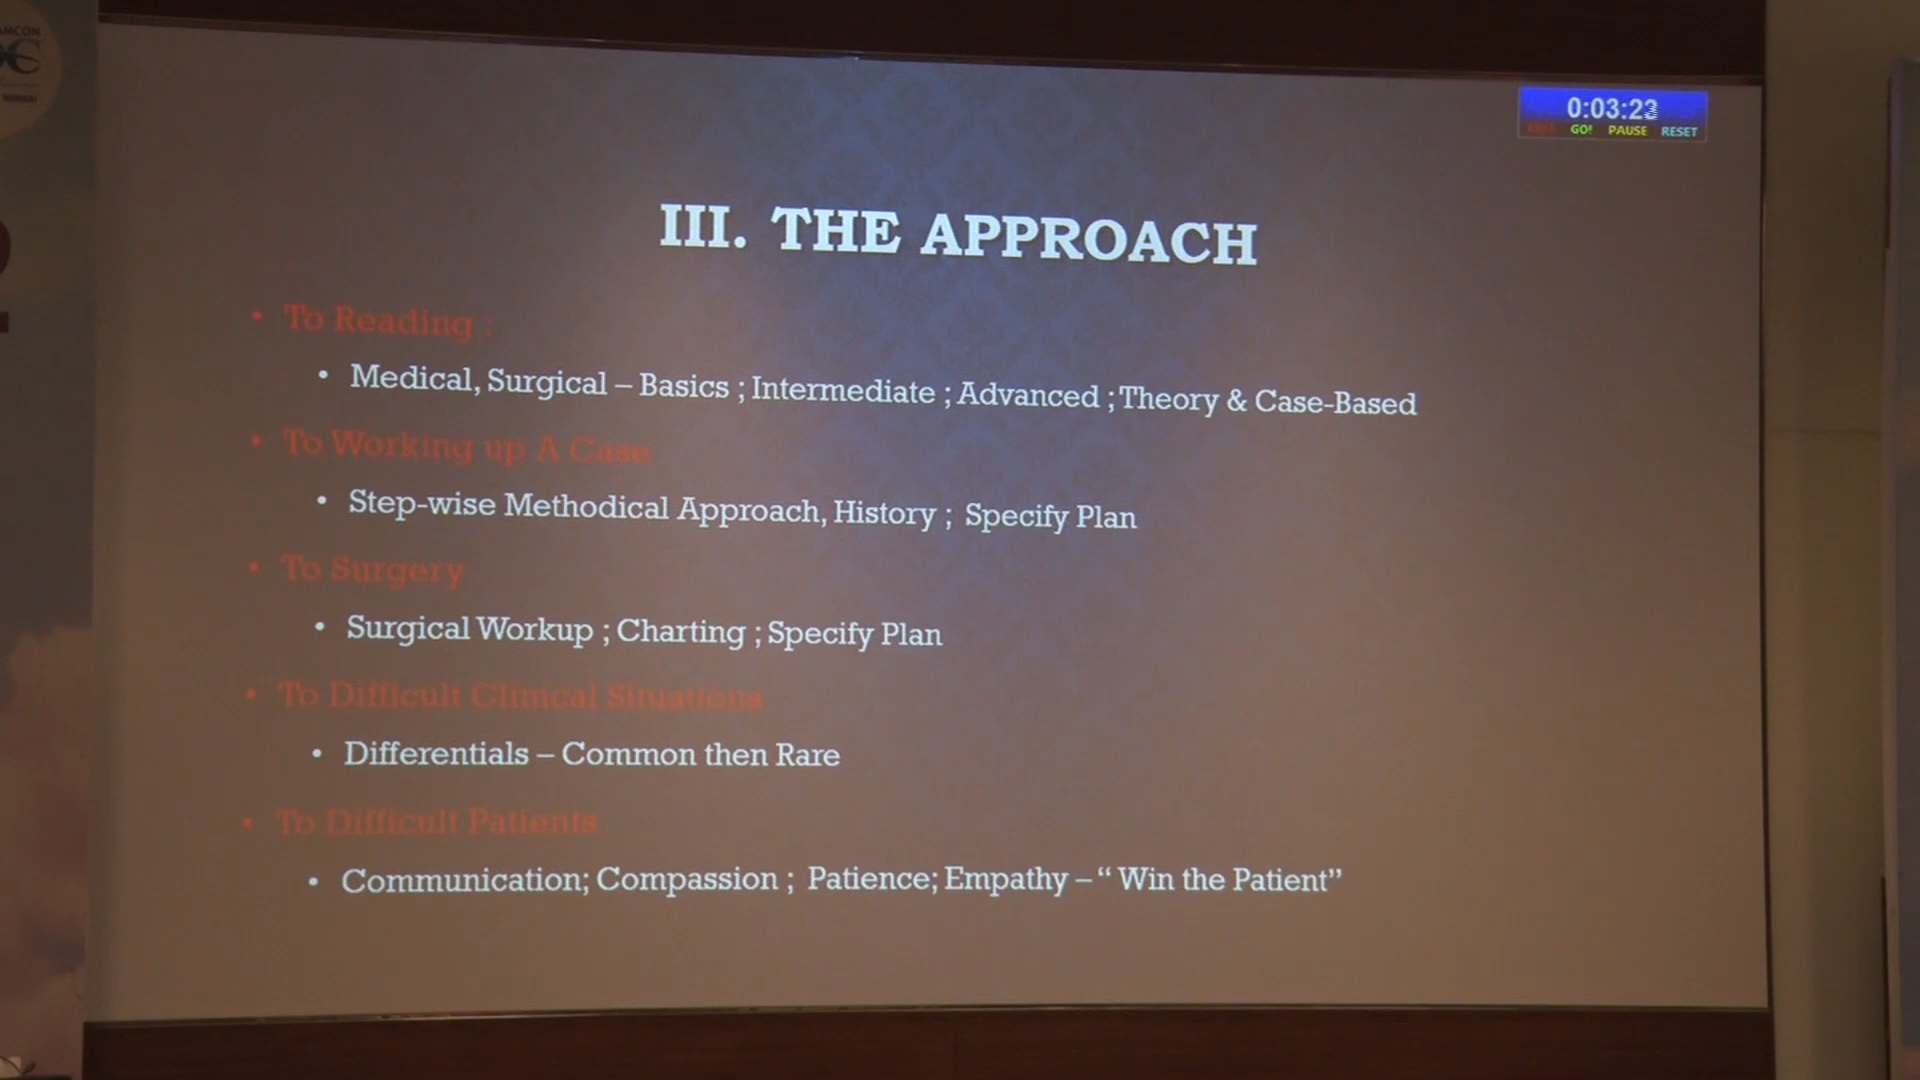 AMCON
0:03:23
EXIT GO! PAUSE RESET
III. THE APPROACH
• To Reading :
• Medical, Surgical – Basics ; Intermediate ; Advanced ; Theory & Case-Based
• To Working up A Case
• Step-wise Methodical Approach, History ; Specify Plan
• To Surgery
• Surgical Workup ; Charting ; Specify Plan
• To Difficult Clinical Situations
• Differentials – Common then Rare
• To Difficult Patients
• Communication; Compassion ; Patience; Empathy – “ Win the Patient”